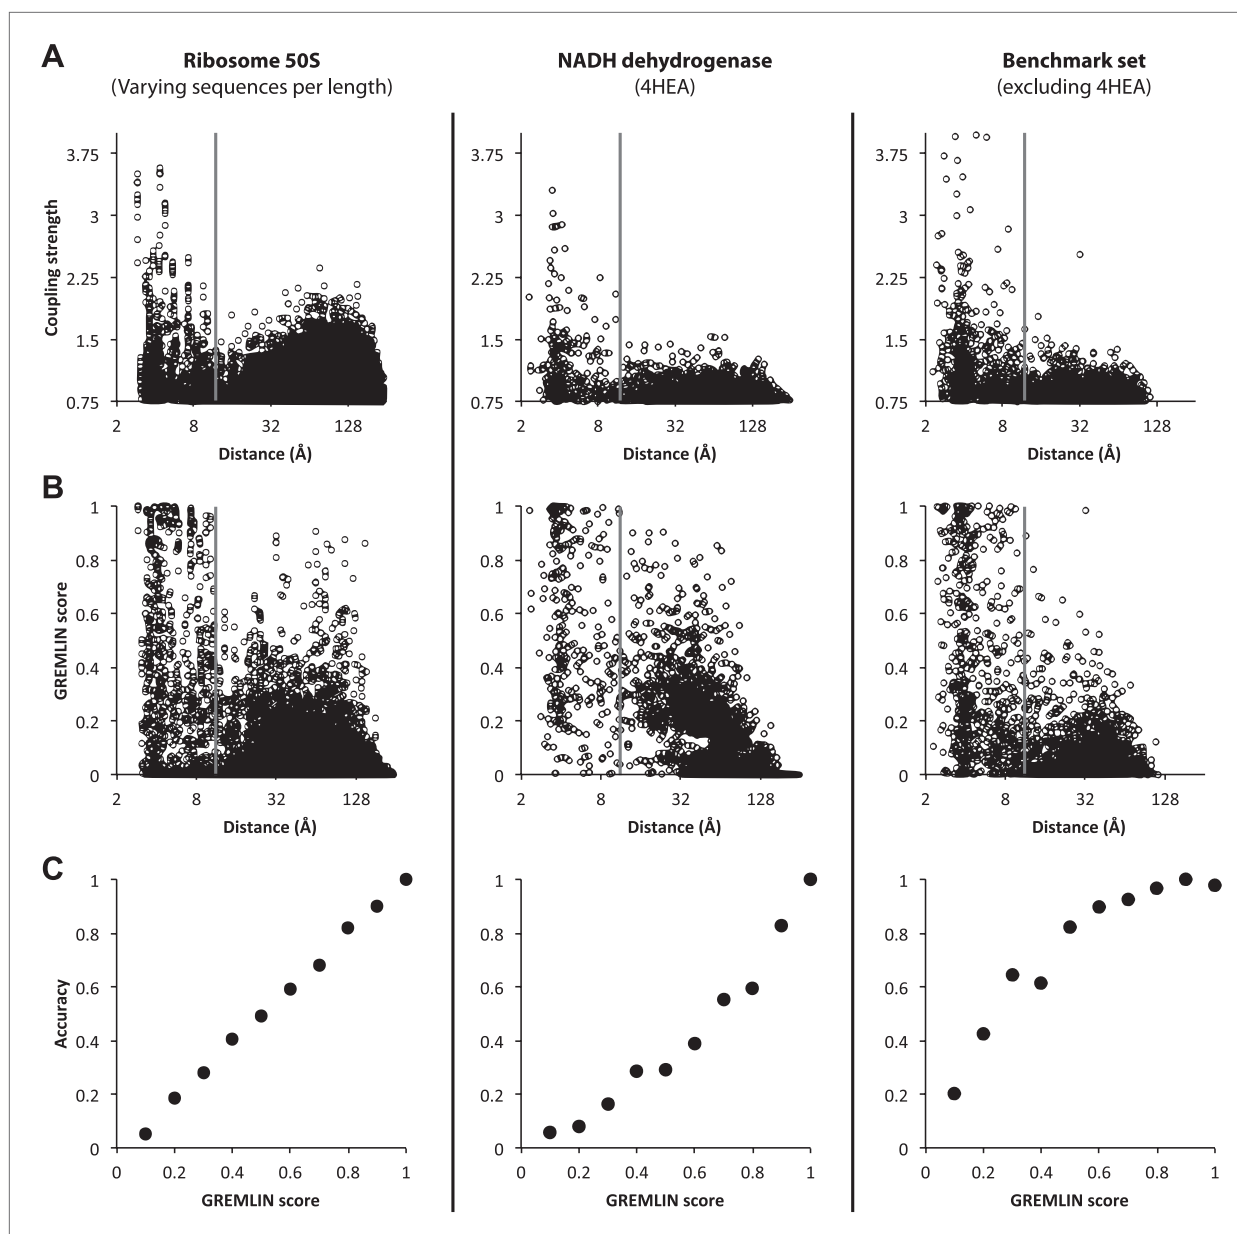 A
Ribosome 50S
(Varying sequences per length)
NADH dehydrogenase
(4HEA)
Benchmark set
(excluding 4HEA)
Coupling strength
3.75
3
2.25
1.5
0.75
2 8 32 128
Distance (Å)
3.75
3
2.25
1.5
0.75
2 8 32 128
Distance (Å)
3.75
3
2.25
1.5
0.75
2 8 32 128
Distance (Å)
B
GREMLIN score
1
0.8
0.6
0.4
0.2
0
2 8 32 128
Distance (Å)
1
0.8
0.6
0.4
0.2
0
2 8 32 128
Distance (Å)
1
0.8
0.6
0.4
0.2
0
2 8 32 128
Distance (Å)
C
Accuracy
1
0.8
0.6
0.4
0.2
0
0 0.2 0.4 0.6 0.8 1
GREMLIN score
1
0.8
0.6
0.4
0.2
0
0 0.2 0.4 0.6 0.8 1
GREMLIN score
1
0.8
0.6
0.4
0.2
0
0 0.2 0.4 0.6 0.8 1
GREMLIN score